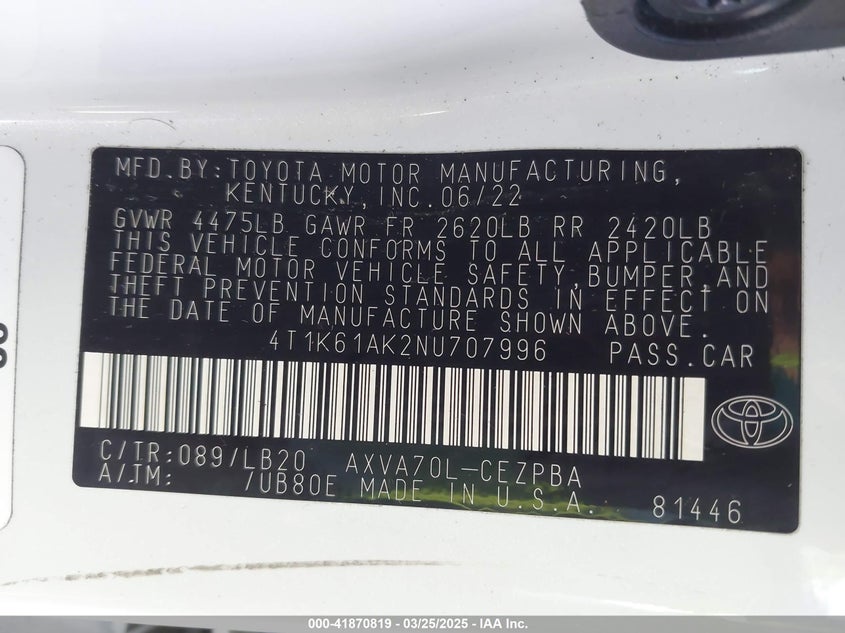 MFD.BY:TOYOTA MOTOR MANUFACTURING,
KENTUCKY,INC.06/22
GVWR 4475LB GAWR FR 2620LB RR 2420LB
THIS VEHICLE CONFORMS TO ALL APPLICABLE
FEDERAL MOTOR VEHICLE SAFETY,BUMPER,AND
THEFT PREVENTION STANDARDS IN EFFECT ON
THE DATE OF MANUFACTURE SHOWN ABOVE.
4T1K61AK2NU707996 PASS.CAR
C/TR:089/LB20 AXVA70L-CEZPBA
A/TM: /UB80E MADE IN U.S.A. 81446
000-41870819 - 03/25/2025 - IAA Inc.